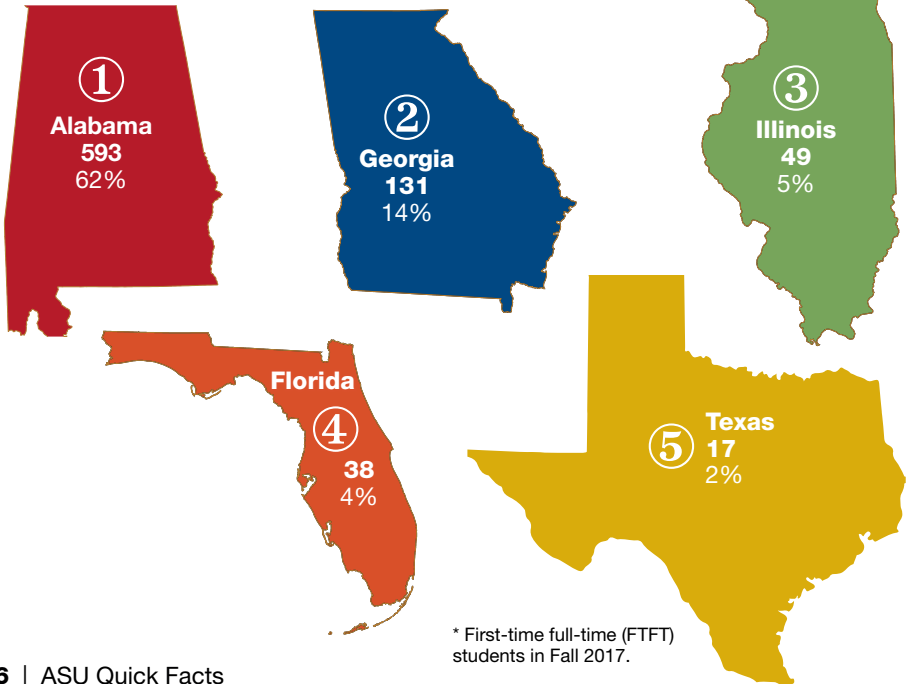 ①
Alabama
593
62%
②
Georgia
131
14%
③
Illinois
49
5%
Florida
④
38
4%
⑤
Texas
17
2%
* First-time full-time (FTFT)
students in Fall 2017.
6 | ASU Quick Facts